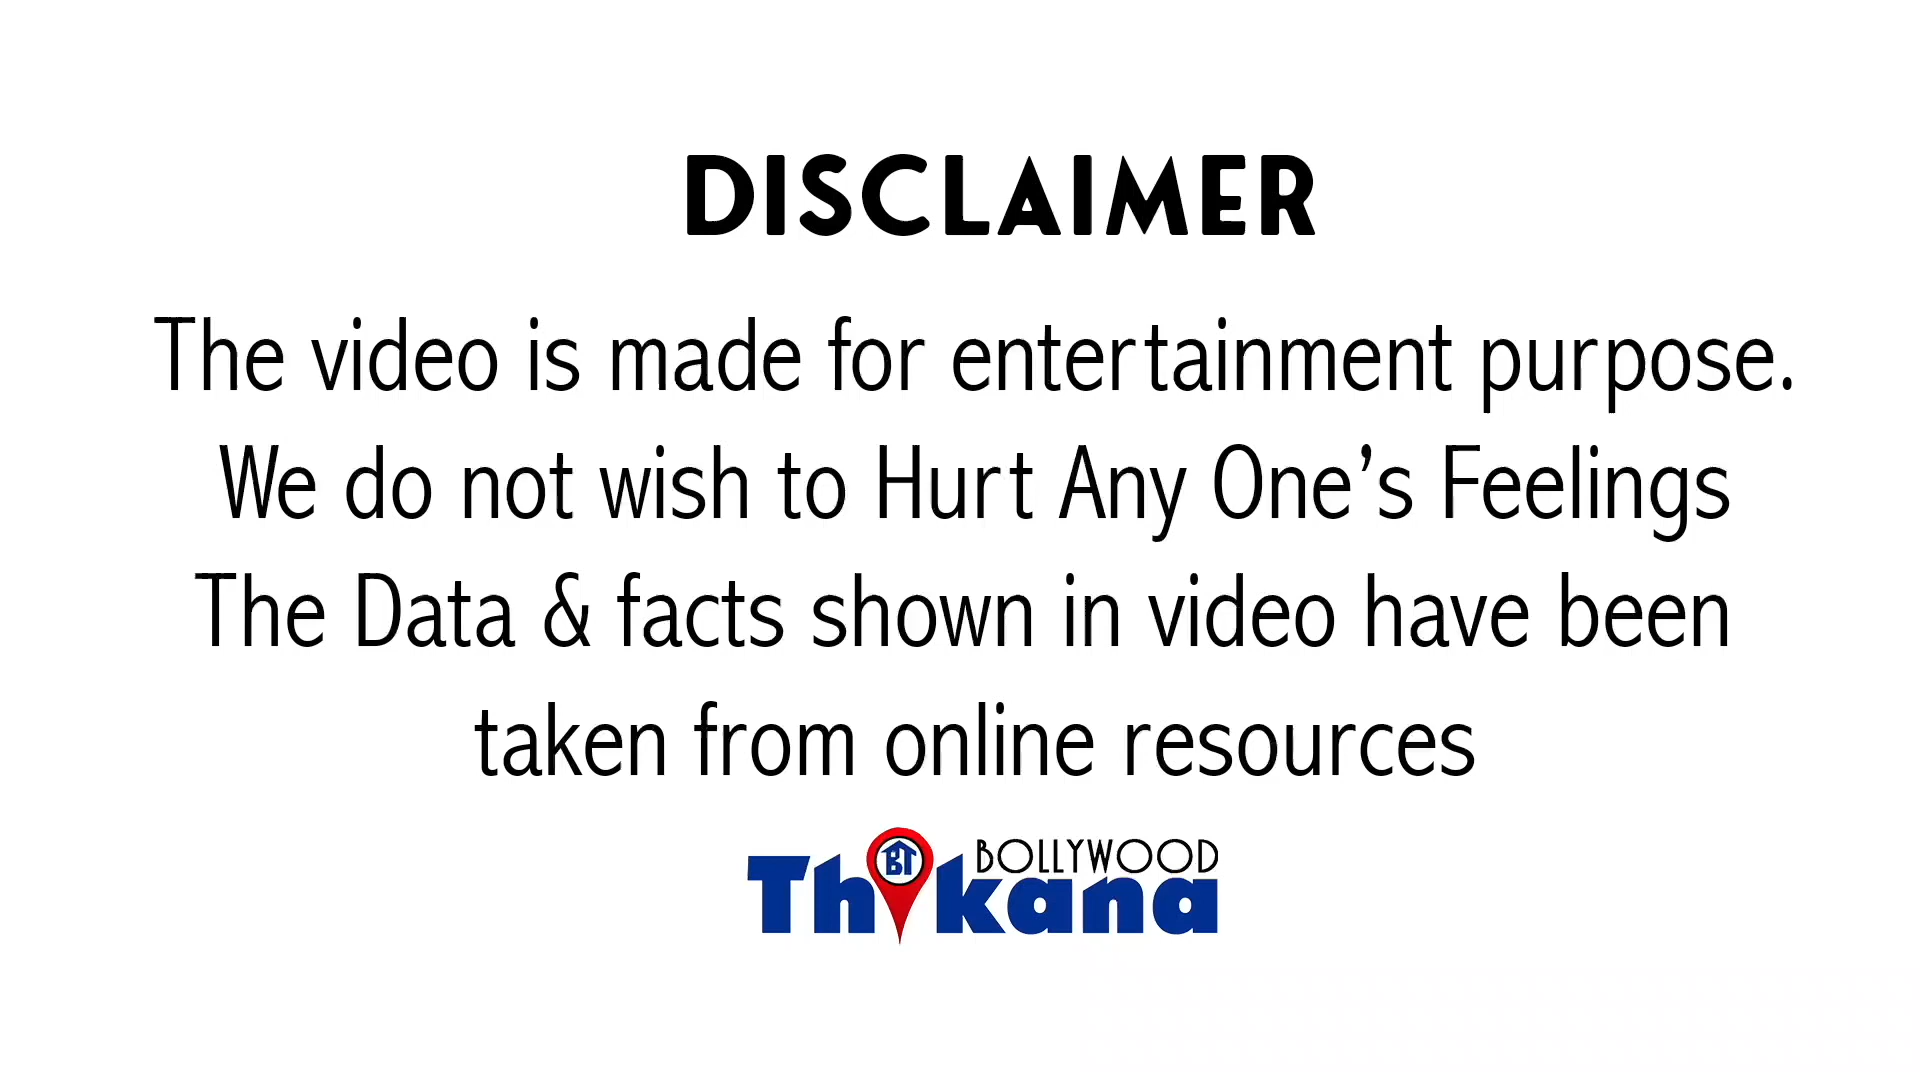 DISCLAIMER
The video is made for entertainment purpose.
We do not wish to Hurt Any One’s Feelings
The Data & facts shown in video have been
taken from online resources
BT
BOLLYWOOD
Thikana